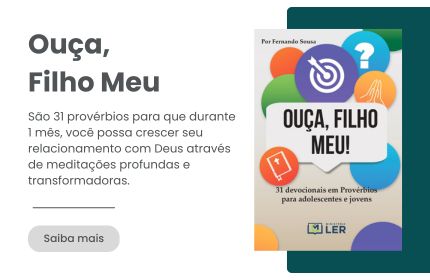 Ouça,
Filho Meu
São 31 provérbios para que durante
1 mês, você possa crescer seu
relacionamento com Deus através
de meditações profundas e
transformadoras.
Saiba mais
Por Fernando Sousa
?
OUÇA, FILHO
MEU!
31 devocionais em Provérbios
para adolescentes e jovens
MINISTÉRIO
LER